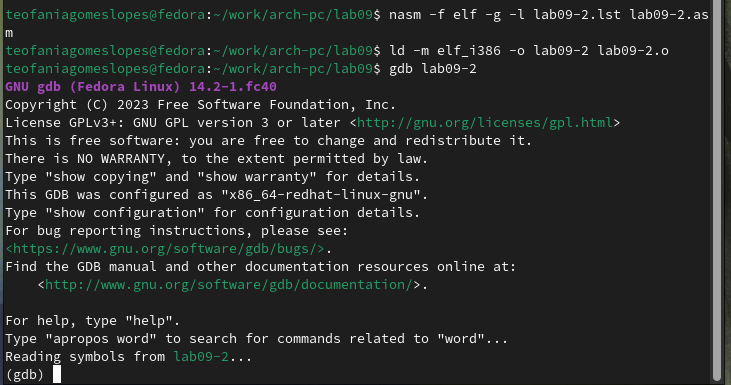 teofaniagomeslopes@fedora:~/work/arch-pc/lab09$ nasm -f elf -g -l lab09-2.lst lab09-2.as
m
teofaniagomeslopes@fedora:~/work/arch-pc/lab09$ ld -m elf_i386 -o lab09-2 lab09-2.o
teofaniagomeslopes@fedora:~/work/arch-pc/lab09$ gdb lab09-2
GNU gdb (Fedora Linux) 14.2-1.fc40
Copyright (C) 2023 Free Software Foundation, Inc.
License GPLv3+: GNU GPL version 3 or later <http://gnu.org/licenses/gpl.html>
This is free software: you are free to change and redistribute it.
There is NO WARRANTY, to the extent permitted by law.
Type "show copying" and "show warranty" for details.
This GDB was configured as "x86_64-redhat-linux-gnu".
Type "show configuration" for configuration details.
For bug reporting instructions, please see:
<https://www.gnu.org/software/gdb/bugs/>.
Find the GDB manual and other documentation resources online at:
    <http://www.gnu.org/software/gdb/documentation/>.

For help, type "help".
Type "apropos word" to search for commands related to "word"...
Reading symbols from lab09-2...
(gdb)